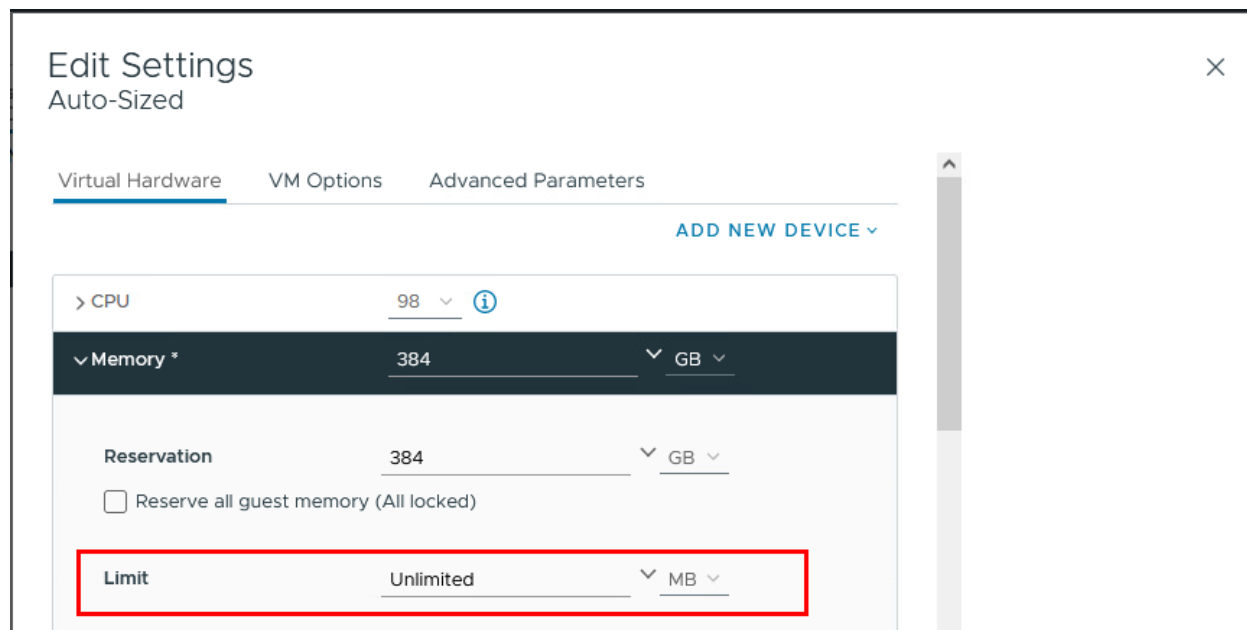 Edit Settings
Auto-Sized
Virtual Hardware VM Options Advanced Parameters
ADD NEW DEVICE
CPU 98
Memory * 384 GB
Reservation 384 GB
Reserve all guest memory (All locked)
Limit Unlimited MB